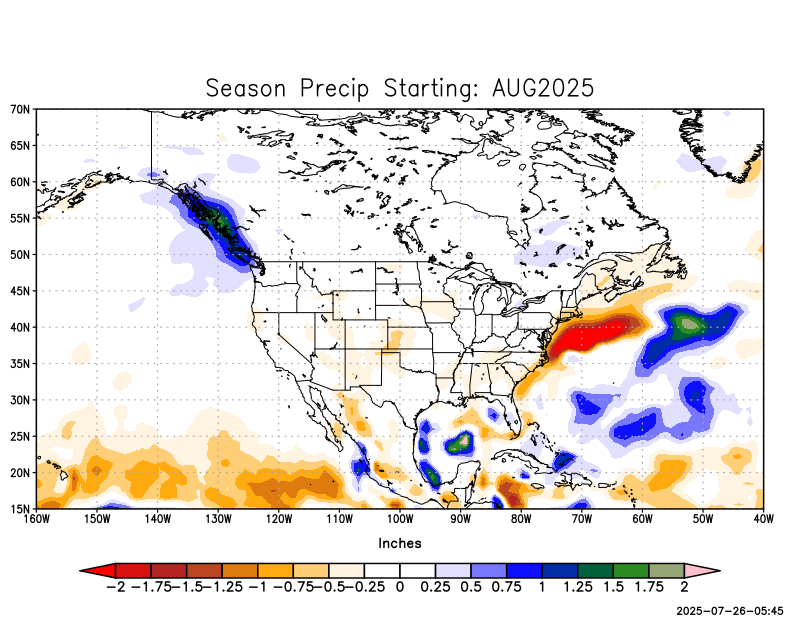 Season Precip Starting: AUG2025
70N
65N
60N
55N
50N
45N
40N
35N
30N
25N
20N
15N
160W 150W 140W 130W 120W 110W 100W 90W 80W 70W 60W 50W 40W
Inches
−2 −1.75−1.5−1.25 −1 −0.75−0.5−0.25 0 0.25 0.5 0.75 1 1.25 1.5 1.75 2
2025-07-26-05:45